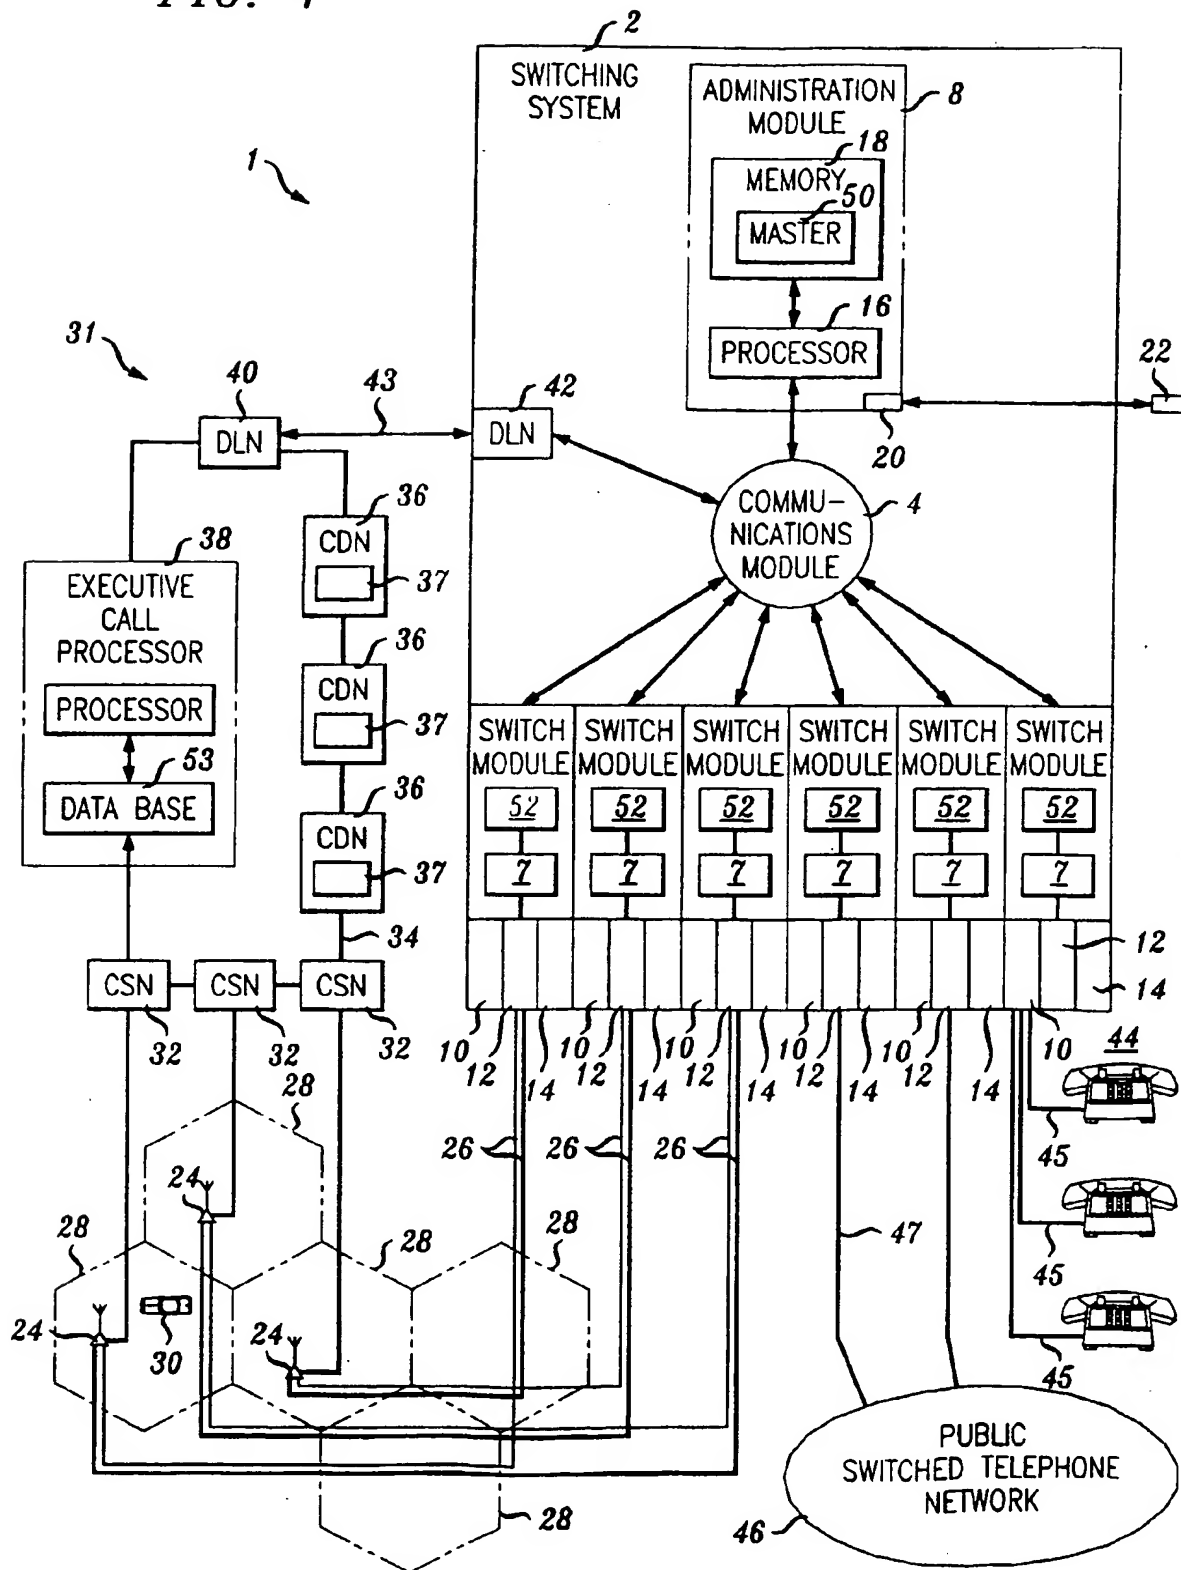 FIG. 1
2
SWITCHING
SYSTEM
ADMINISTRATION
MODULE
8
18
MEMORY
50
MASTER
1
16
PROCESSOR
31
22
40
43
42
DLN
DLN
20
COMMU-
NICATIONS
MODULE
4
36
CDN
38
37
EXECUTIVE
CALL
PROCESSOR
36
CDN
PROCESSOR
37
53
DATA BASE
36
CDN
37
SWITCH
MODULE
SWITCH
MODULE
SWITCH
MODULE
SWITCH
MODULE
SWITCH
MODULE
SWITCH
MODULE
52 52 52 52 52 52
7 7 7 7 7 7
34
12
14
CSN CSN CSN
32 32 32
10 12 14 10 12 14 10 12 14 10 12 14 10 12 14 10
44
28
26 26 26
45
24
28
28
28
47
45
24
30
24
45
PUBLIC
SWITCHED TELEPHONE
NETWORK
28
46